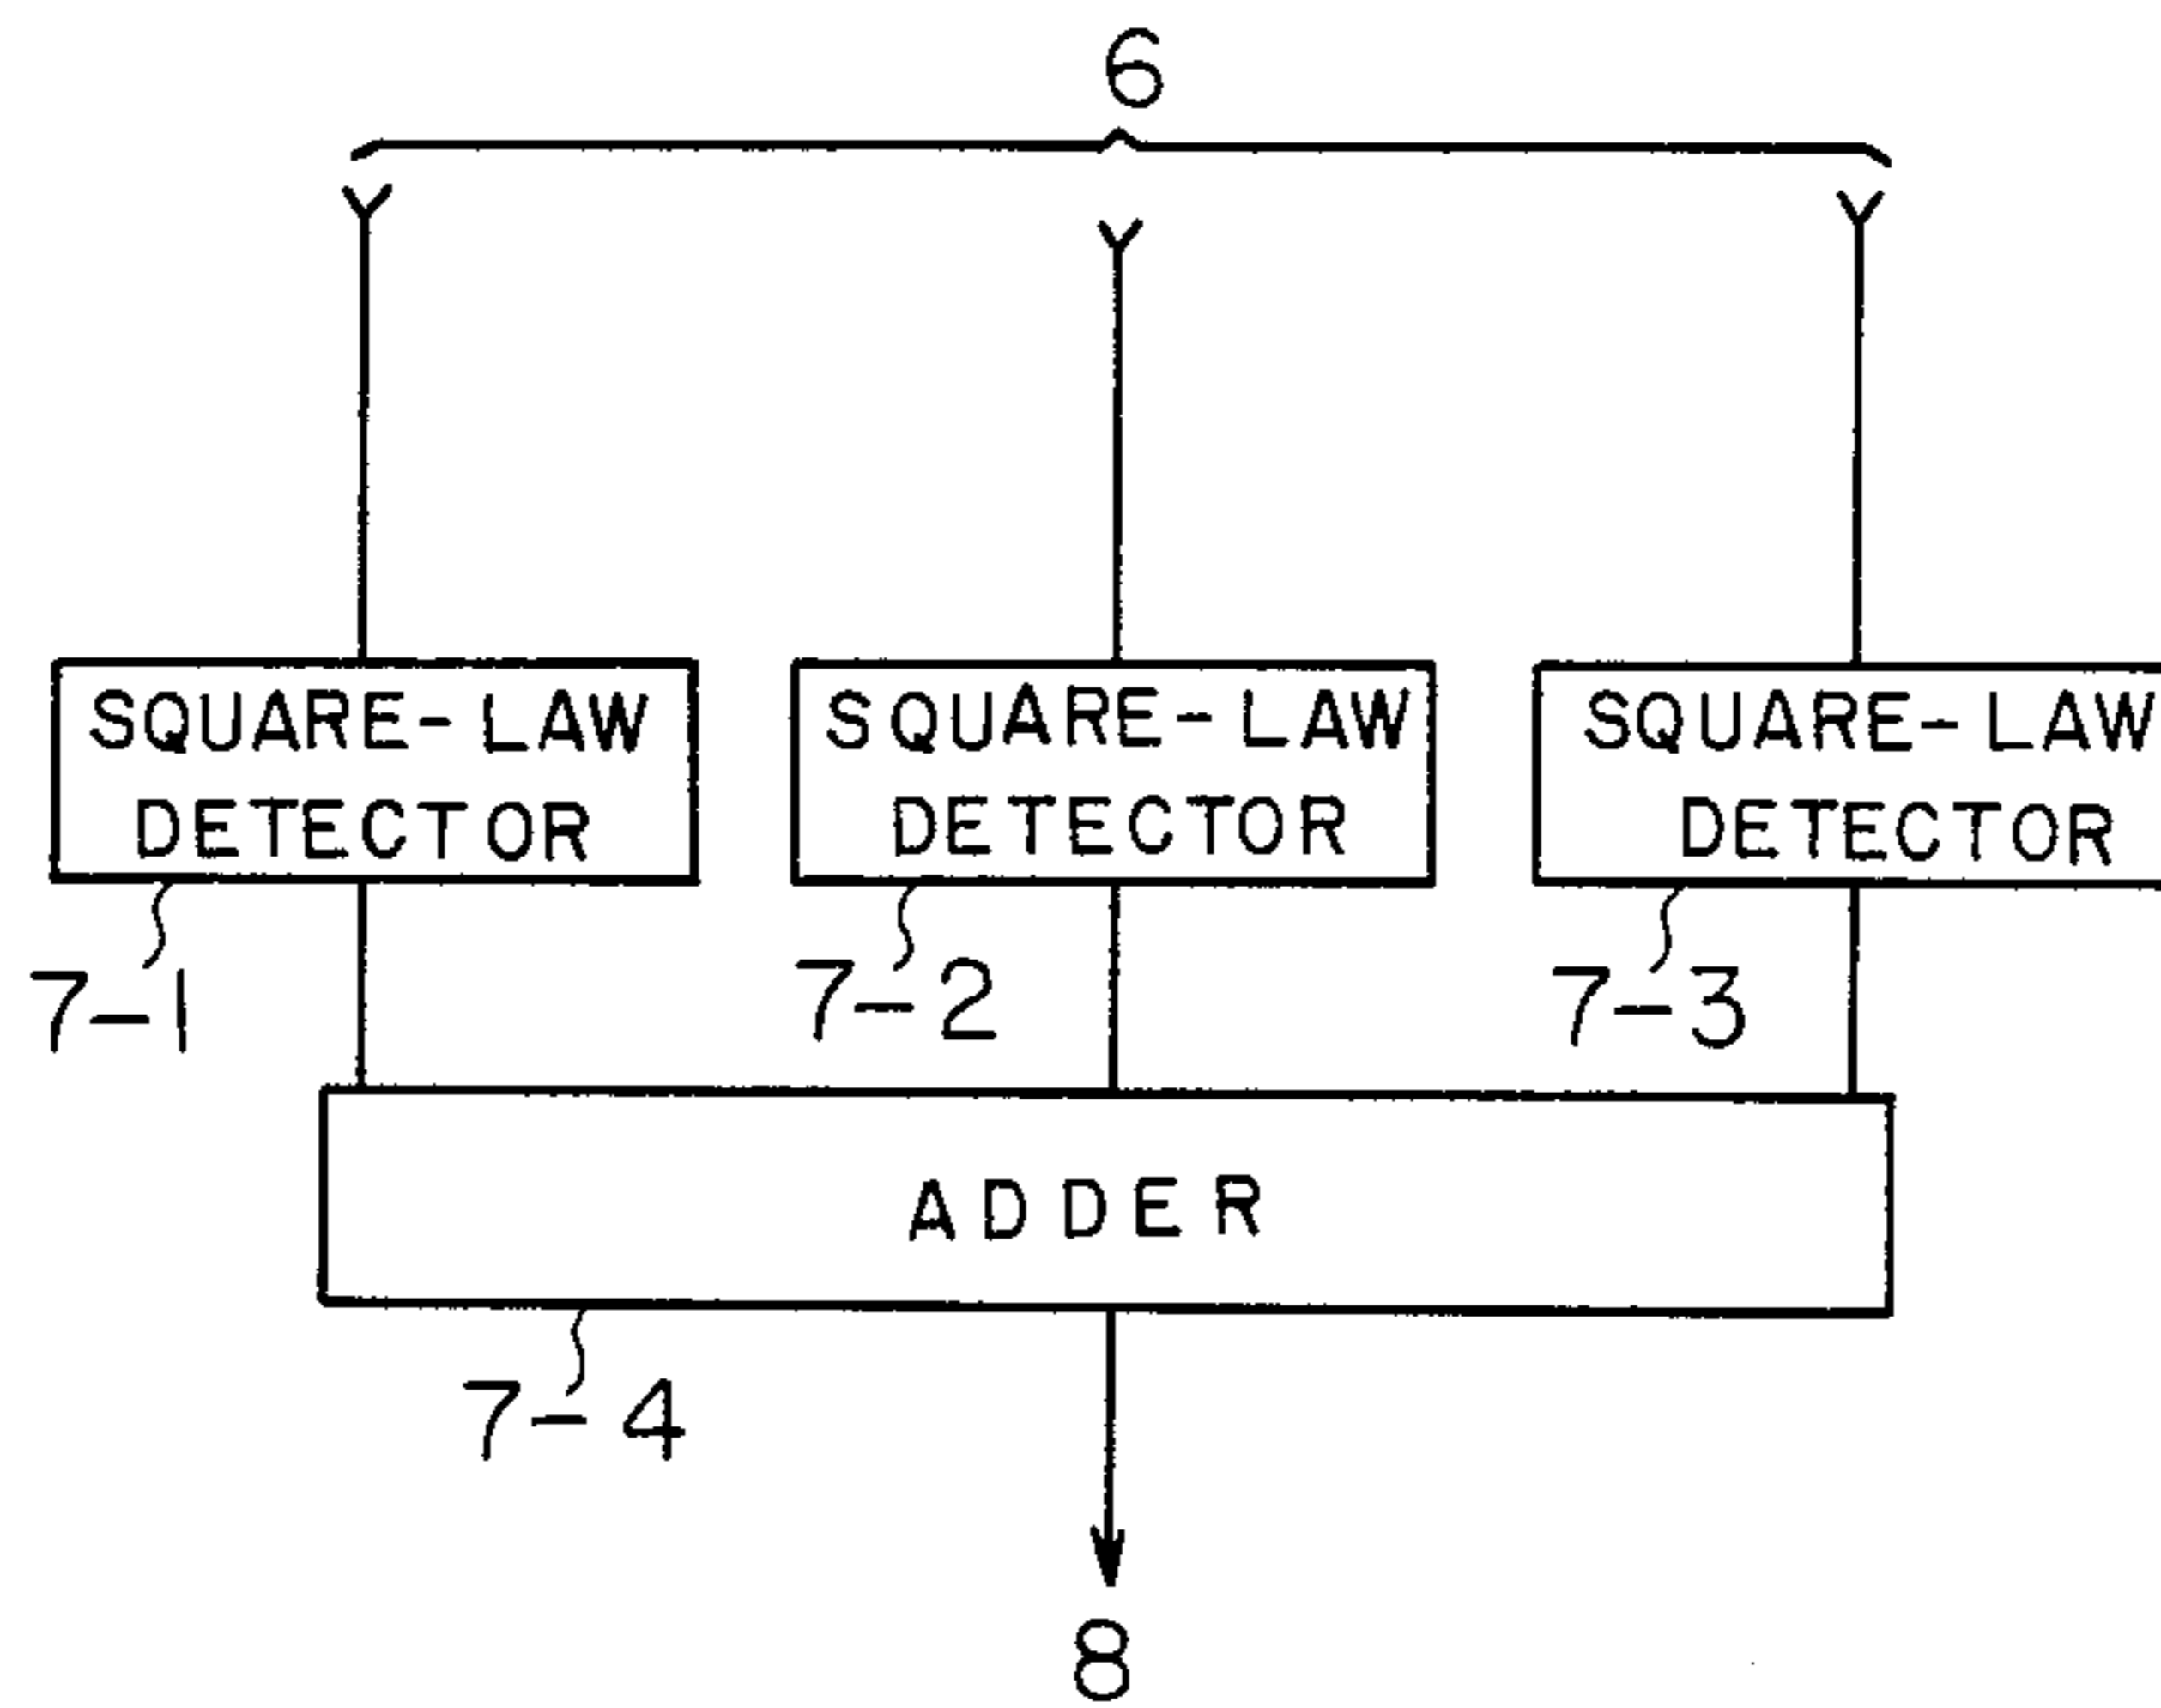 6
SQUARE-LAW
DETECTOR
SQUARE-LAW
DETECTOR
SQUARE-LAW
DETECTOR
7-1
7-2
7-3
ADDER
7-4
8